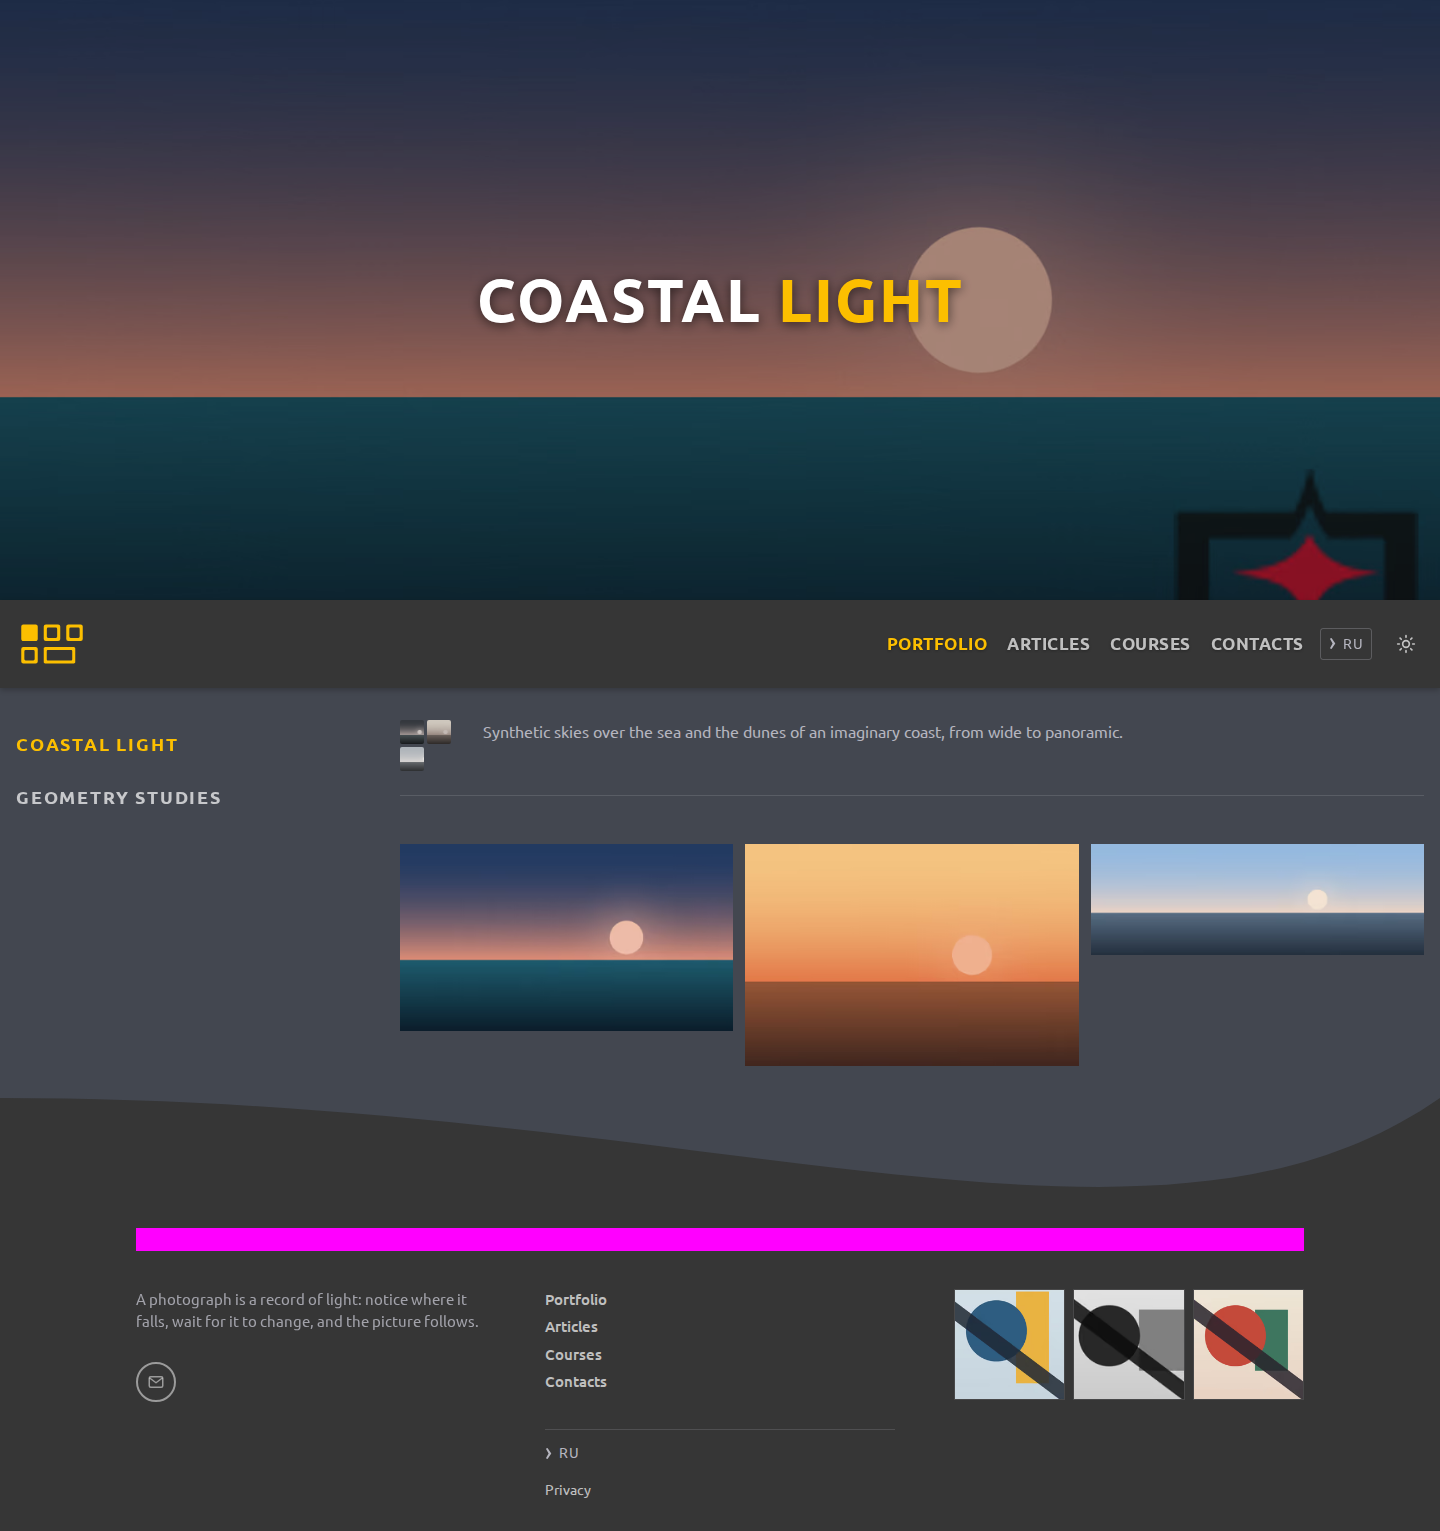 COASTAL LIGHT
PORTFOLIO ARTICLES COURSES CONTACTS RU
COASTAL LIGHT
GEOMETRY STUDIES
Synthetic skies over the sea and the dunes of an imaginary coast, from wide to panoramic.
A photograph is a record of light: notice where it
falls, wait for it to change, and the picture follows.
Portfolio
Articles
Courses
Contacts
RU
Privacy